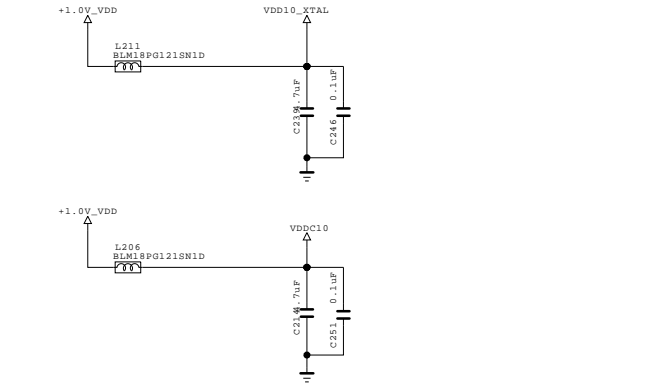 +1.0V_VDD
VDD10_XTAL
L211
BLM18PG121SN1D
0.1uF
C246
+1.0V_VDD
VDDC10
L206
BLM18PG121SN1D
0.1uF
C251